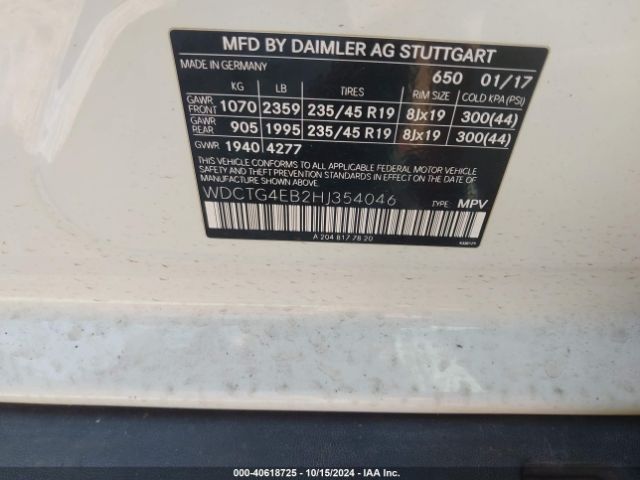 MFD BY DAIMLER AG STUTTGART
MADE IN GERMANY 650 01/17
KG LB TIRES RIM SIZE COLD KPA (PSI)
GAWR FRONT 1070 2359 235/45 R19 8Jx19 300(44)
GAWR REAR 905 1995 235/45 R19 8Jx19 300(44)
GVWR 1940 4277
THIS VEHICLE CONFORMS TO ALL APPLICABLE FEDERAL MOTOR VEHICLE
SAFETY AND THEFT PREVENTION STANDARDS IN EFFECT ON THE DATE OF
MANUFACTURE SHOWN ABOVE.
WDCTG4EB2HJ354046 TYPE: MPV
A 204 817 78 20
000-40618725 - 10/15/2024 - IAA Inc.